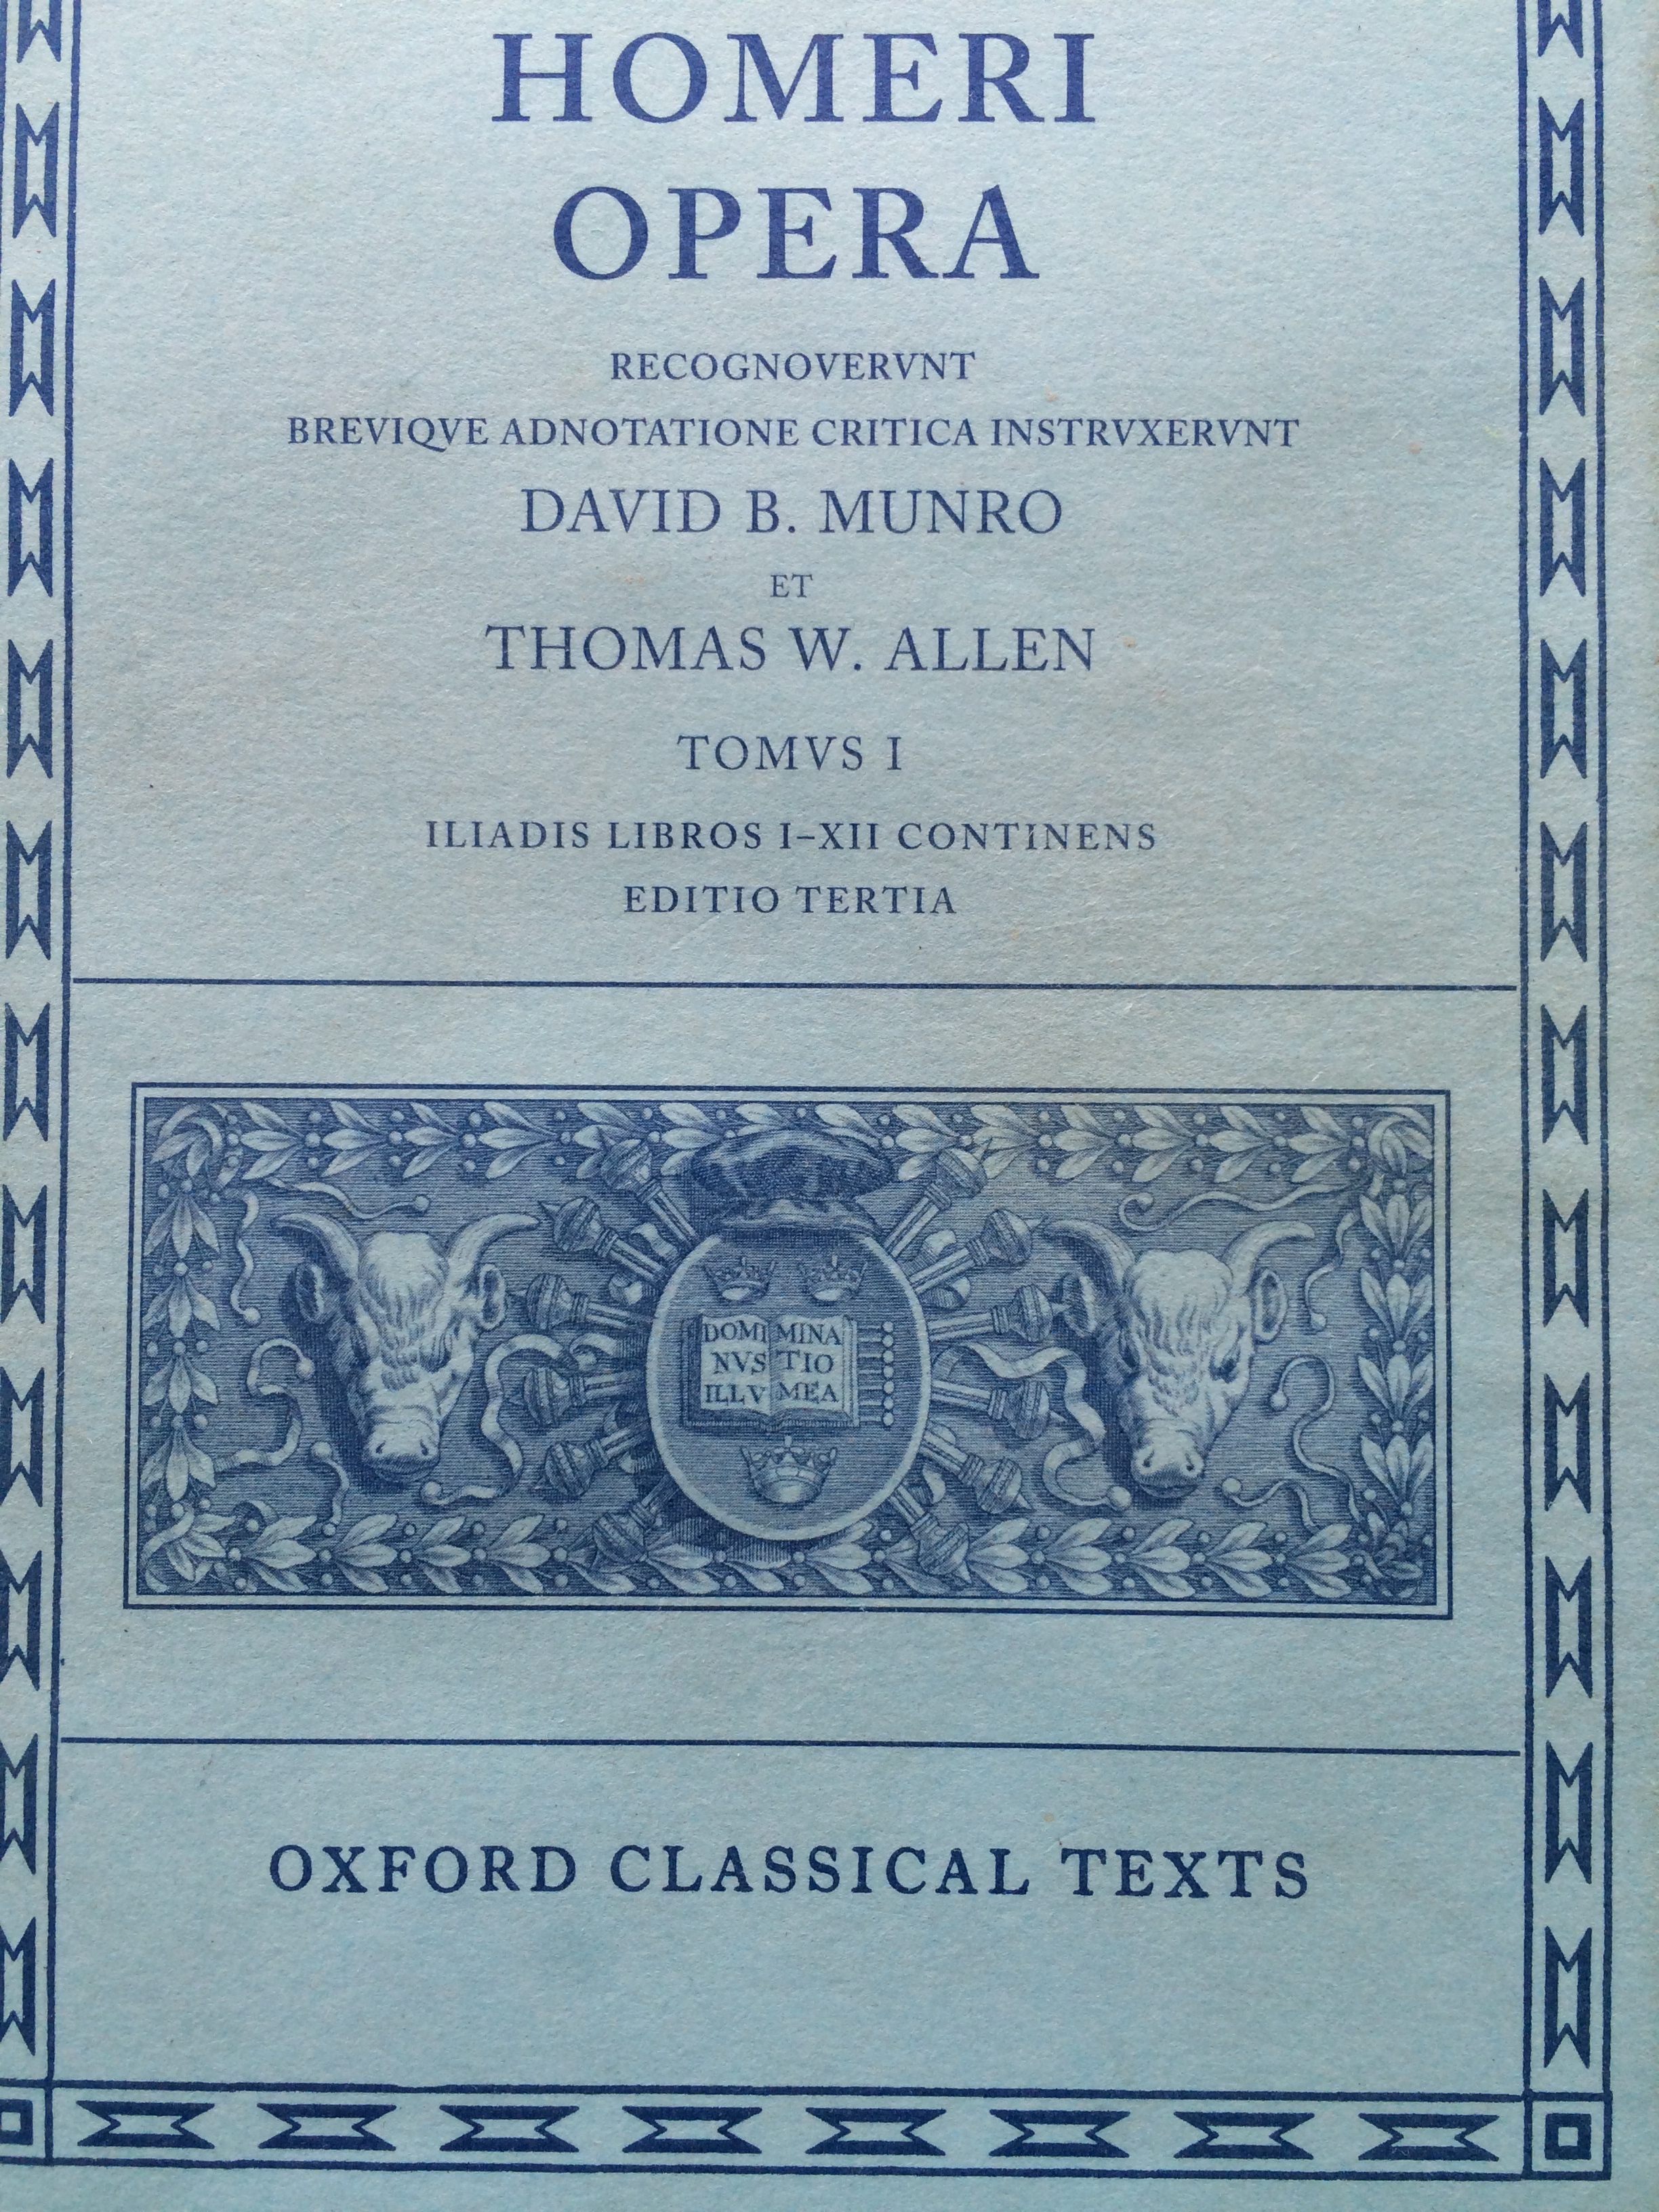 HOMERI
OPERA
RECOGNOVERVNT
BREVIQVE ADNOTATIONE CRITICA INSTRVXERVNT
DAVID B. MUNRO
ET
THOMAS W. ALLEN
TOMVS I
ILIADIS LIBROS I–XII CONTINENS
EDITIO TERTIA
DOMI MINA
NVS TIO
ILLV MEA
OXFORD CLASSICAL TEXTS